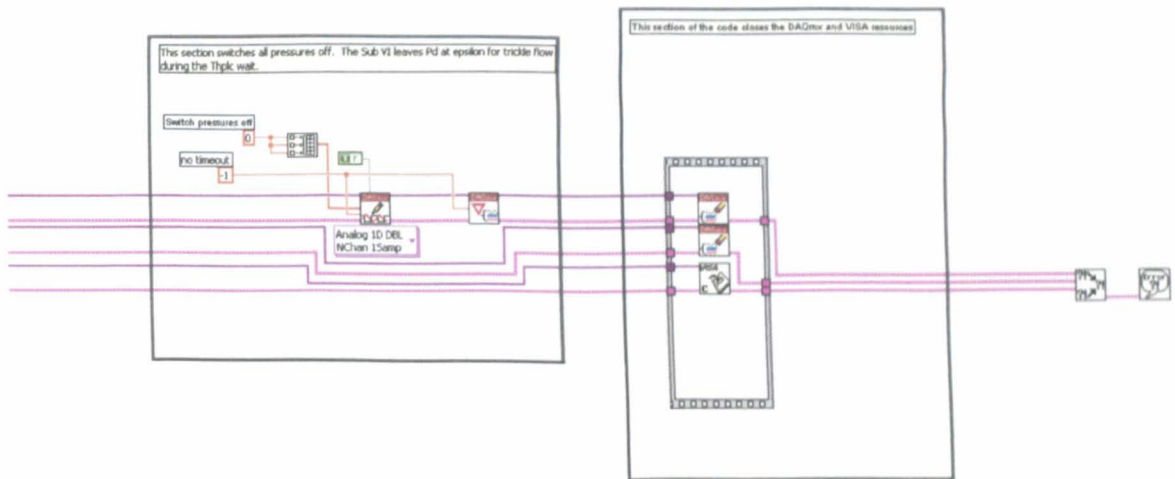 This section of the code closes the DAQmx and VISA resources
This section switches all pressures off. The Sub VI leaves Pd at epsilon for trickle flow
during the Thplc wait.
Switch pressures off
0
no timeout
-1
Analog 1D DBL
NChan 1Samp
VISA
C
Error
?!